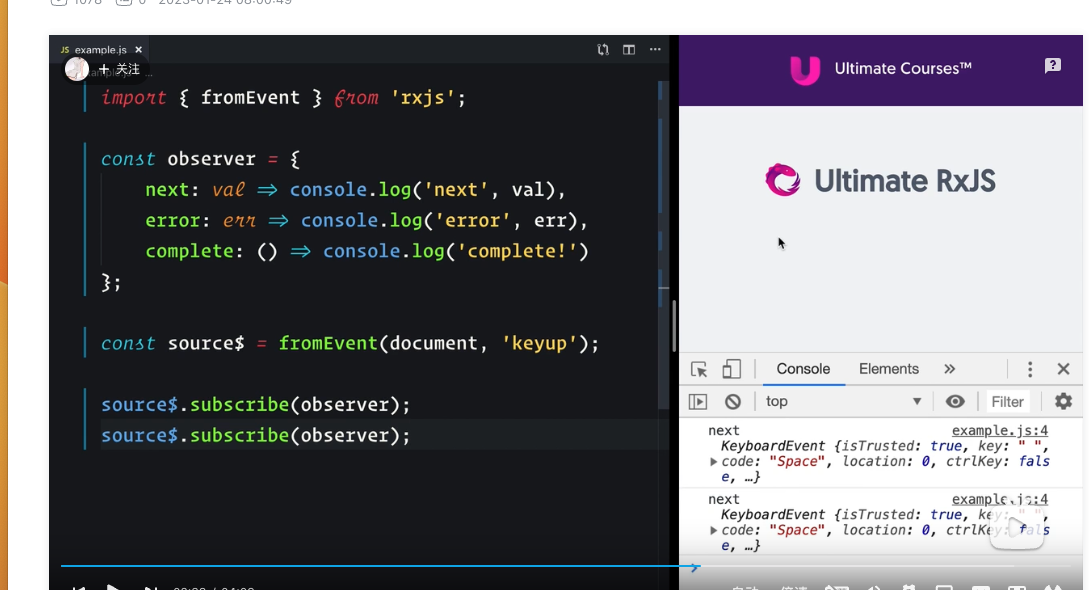 1078 0 2023-01-24 08:00:49
JS example.js ×
+ 关注
import { fromEvent } from 'rxjs';
const observer = {
next: val => console.log('next', val),
error: err => console.log('error', err),
complete: () => console.log('complete!')
};
const source$ = fromEvent(document, 'keyup');
source$.subscribe(observer);
source$.subscribe(observer);
Ultimate Courses™
Ultimate RxJS
Console Elements
top Filter
next example.js:4
KeyboardEvent {isTrusted: true, key: " ",
code: "Space", location: 0, ctrlKey: fals
e, …}
next example.js:4
KeyboardEvent {isTrusted: true, key: " ",
code: "Space", location: 0, ctrlKey: fals
e, …}